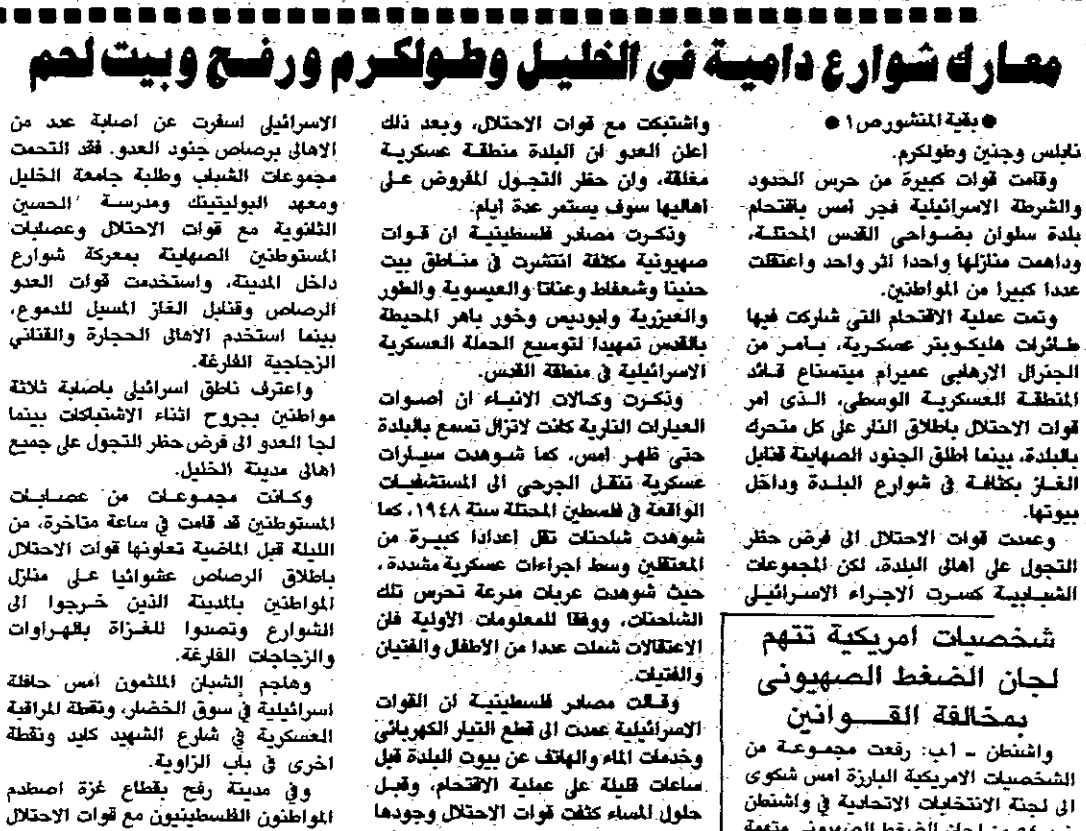 معارك شوارع دامية فى الخليل وطولكرم ورفح وبيت لحم
● بقية المنشور ص ١ ●
نابلس وجنين وطولكرم.
وقامت قوات كبيرة من حرس الحدود
والشرطة الاسرائيلية فجر امس باقتحام
بلدة سلوان بضواحي القدس المحتلة،
وداهمت منازلها واحدا اثر واحد واعتقلت
عددا كبيرا من المواطنين.
وتمت عملية الاقتحام التي شاركت فيها
طائرات هليكوبتر عسكرية، بامر من
الجنرال الارهابي عميرام ميتسناع قائد
المنطقة العسكرية الوسطى، الذى امر
قوات الاحتلال باطلاق النار على كل متحرك
بالبلدة، بينما اطلق الجنود الصهاينة قنابل
الغاز بكثافة في شوارع البلدة وداخل
بيوتها.
وعمدت قوات الاحتلال الى فرض حظر
التجول على اهالي البلدة، لكن المجموعات
الشبابية كسرت الاجراء الاسرائيلي
واشتبكت مع قوات الاحتلال، وبعد ذلك
اعلن العدو ان البلدة منطقة عسكرية
مغلقة، وان حظر التجول المفروض على
اهاليها سوف يستمر عدة ايام.
وذكرت مصادر فلسطينية ان قوات
صهيونية مكثفة انتشرت في مناطق بيت
حنينا وشعفاط وعناتا والعيسوية والطور
والعيزرية وابوديس وخور باهر المحيطة
بالقدس تمهيدا لتوسيع الحملة العسكرية
الاسرائيلية في منطقة القدس.
وذكرت وكالات الانباء ان اصوات
العيارات النارية كانت لاتزال تسمع بالبلدة
حتى ظهر امس، كما شوهدت سيارات
عسكرية تنقل الجرحى الى المستشفيات
الواقعة في فلسطين المحتلة سنة ١٩٤٨، كما
شوهدت شاحنات تقل اعدادا كبيرة من
المعتقلين وسط اجراءات عسكرية مشددة،
حيث شوهدت عربات مدرعة تحرس تلك
الشاحنات، ووفقا للمعلومات الأولية فان
الاعتقالات شملت عددا من الاطفال والفتيان
والفتيات.
وقالت مصادر فلسطينية ان القوات
الاسرائيلية عمدت الى قطع التيار الكهربائي
وخدمات الماء والهاتف عن بيوت البلدة قبل
ساعات قليلة على عملية الاقتحام، وقبيل
حلول المساء كثفت قوات الاحتلال وجودها
الاسرائيلي اسفرت عن اصابة عدد من
الاهالي برصاص جنود العدو. فقد التحمت
مجموعات الشباب وطلبة جامعة الخليل
ومعهد البوليتينك ومدرسة الحسين
الثانوية مع قوات الاحتلال وعصابات
المستوطنين الصهاينة بمعركة شوارع
داخل المدينة، واستخدمت قوات العدو
الرصاص وقنابل الغاز المسيل للدموع،
بينما استخدم الاهالي الحجارة والقناني
الزجاجية الفارغة.
واعترف ناطق اسرائيلي باصابة ثلاثة
مواطنين بجروح اثناء الاشتباكات بينما
لجا العدو الى فرض حظر التجول على جميع
اهالي مدينة الخليل.
وكانت مجموعات من عصابات
المستوطنين قد قامت في ساعة متاخرة، من
الليلة قبل الماضية تعاونها قوات الاحتلال
باطلاق الرصاص عشوائيا على منازل
المواطنين بالمدينة الذين خرجوا الى
الشوارع وتصدوا للغزاة بالهراوات
والزجاجات الفارغة.
وهاجم الشبان الملثمون امس حافلة
اسرائيلية في سوق الخضار، ونقطة المراقبة
العسكرية في شارع الشهيد كايد ونقطة
اخرى في باب الزاوية.
وفي مدينة رفح بقطاع غزة اصطدم
المواطنون الفلسطينيون مع قوات الاحتلال
شخصيات امريكية تتهم
لجان الضغط الصهيونى
بمخالفة القوانين
واشنطن - أ.ب: رفعت مجموعة من
الشخصيات الامريكية البارزة امس شكوى
الى لجنة الانتخابات الاتحادية في واشنطن
لجان الضغط الصهيوني متهمة